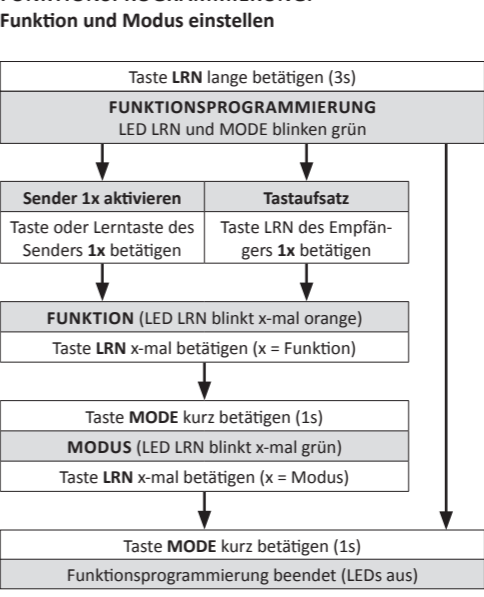 Funktion und Modus einstellen
Taste LRN lange betätigen (3s)
FUNKTIONSPROGRAMMIERUNG
LED LRN und MODE blinken grün
Sender 1x aktivieren
Taste oder Lerntaste des
Senders 1x betätigen
Tastaufsatz
Taste LRN des Empfän-
gers 1x betätigen
FUNKTION (LED LRN blinkt x-mal orange)
Taste LRN x-mal betätigen (x = Funktion)
Taste MODE kurz betätigen (1s)
MODUS (LED LRN blinkt x-mal grün)
Taste LRN x-mal betätigen (x = Modus)
Taste MODE kurz betätigen (1s)
Funktionsprogrammierung beendet (LEDs aus)